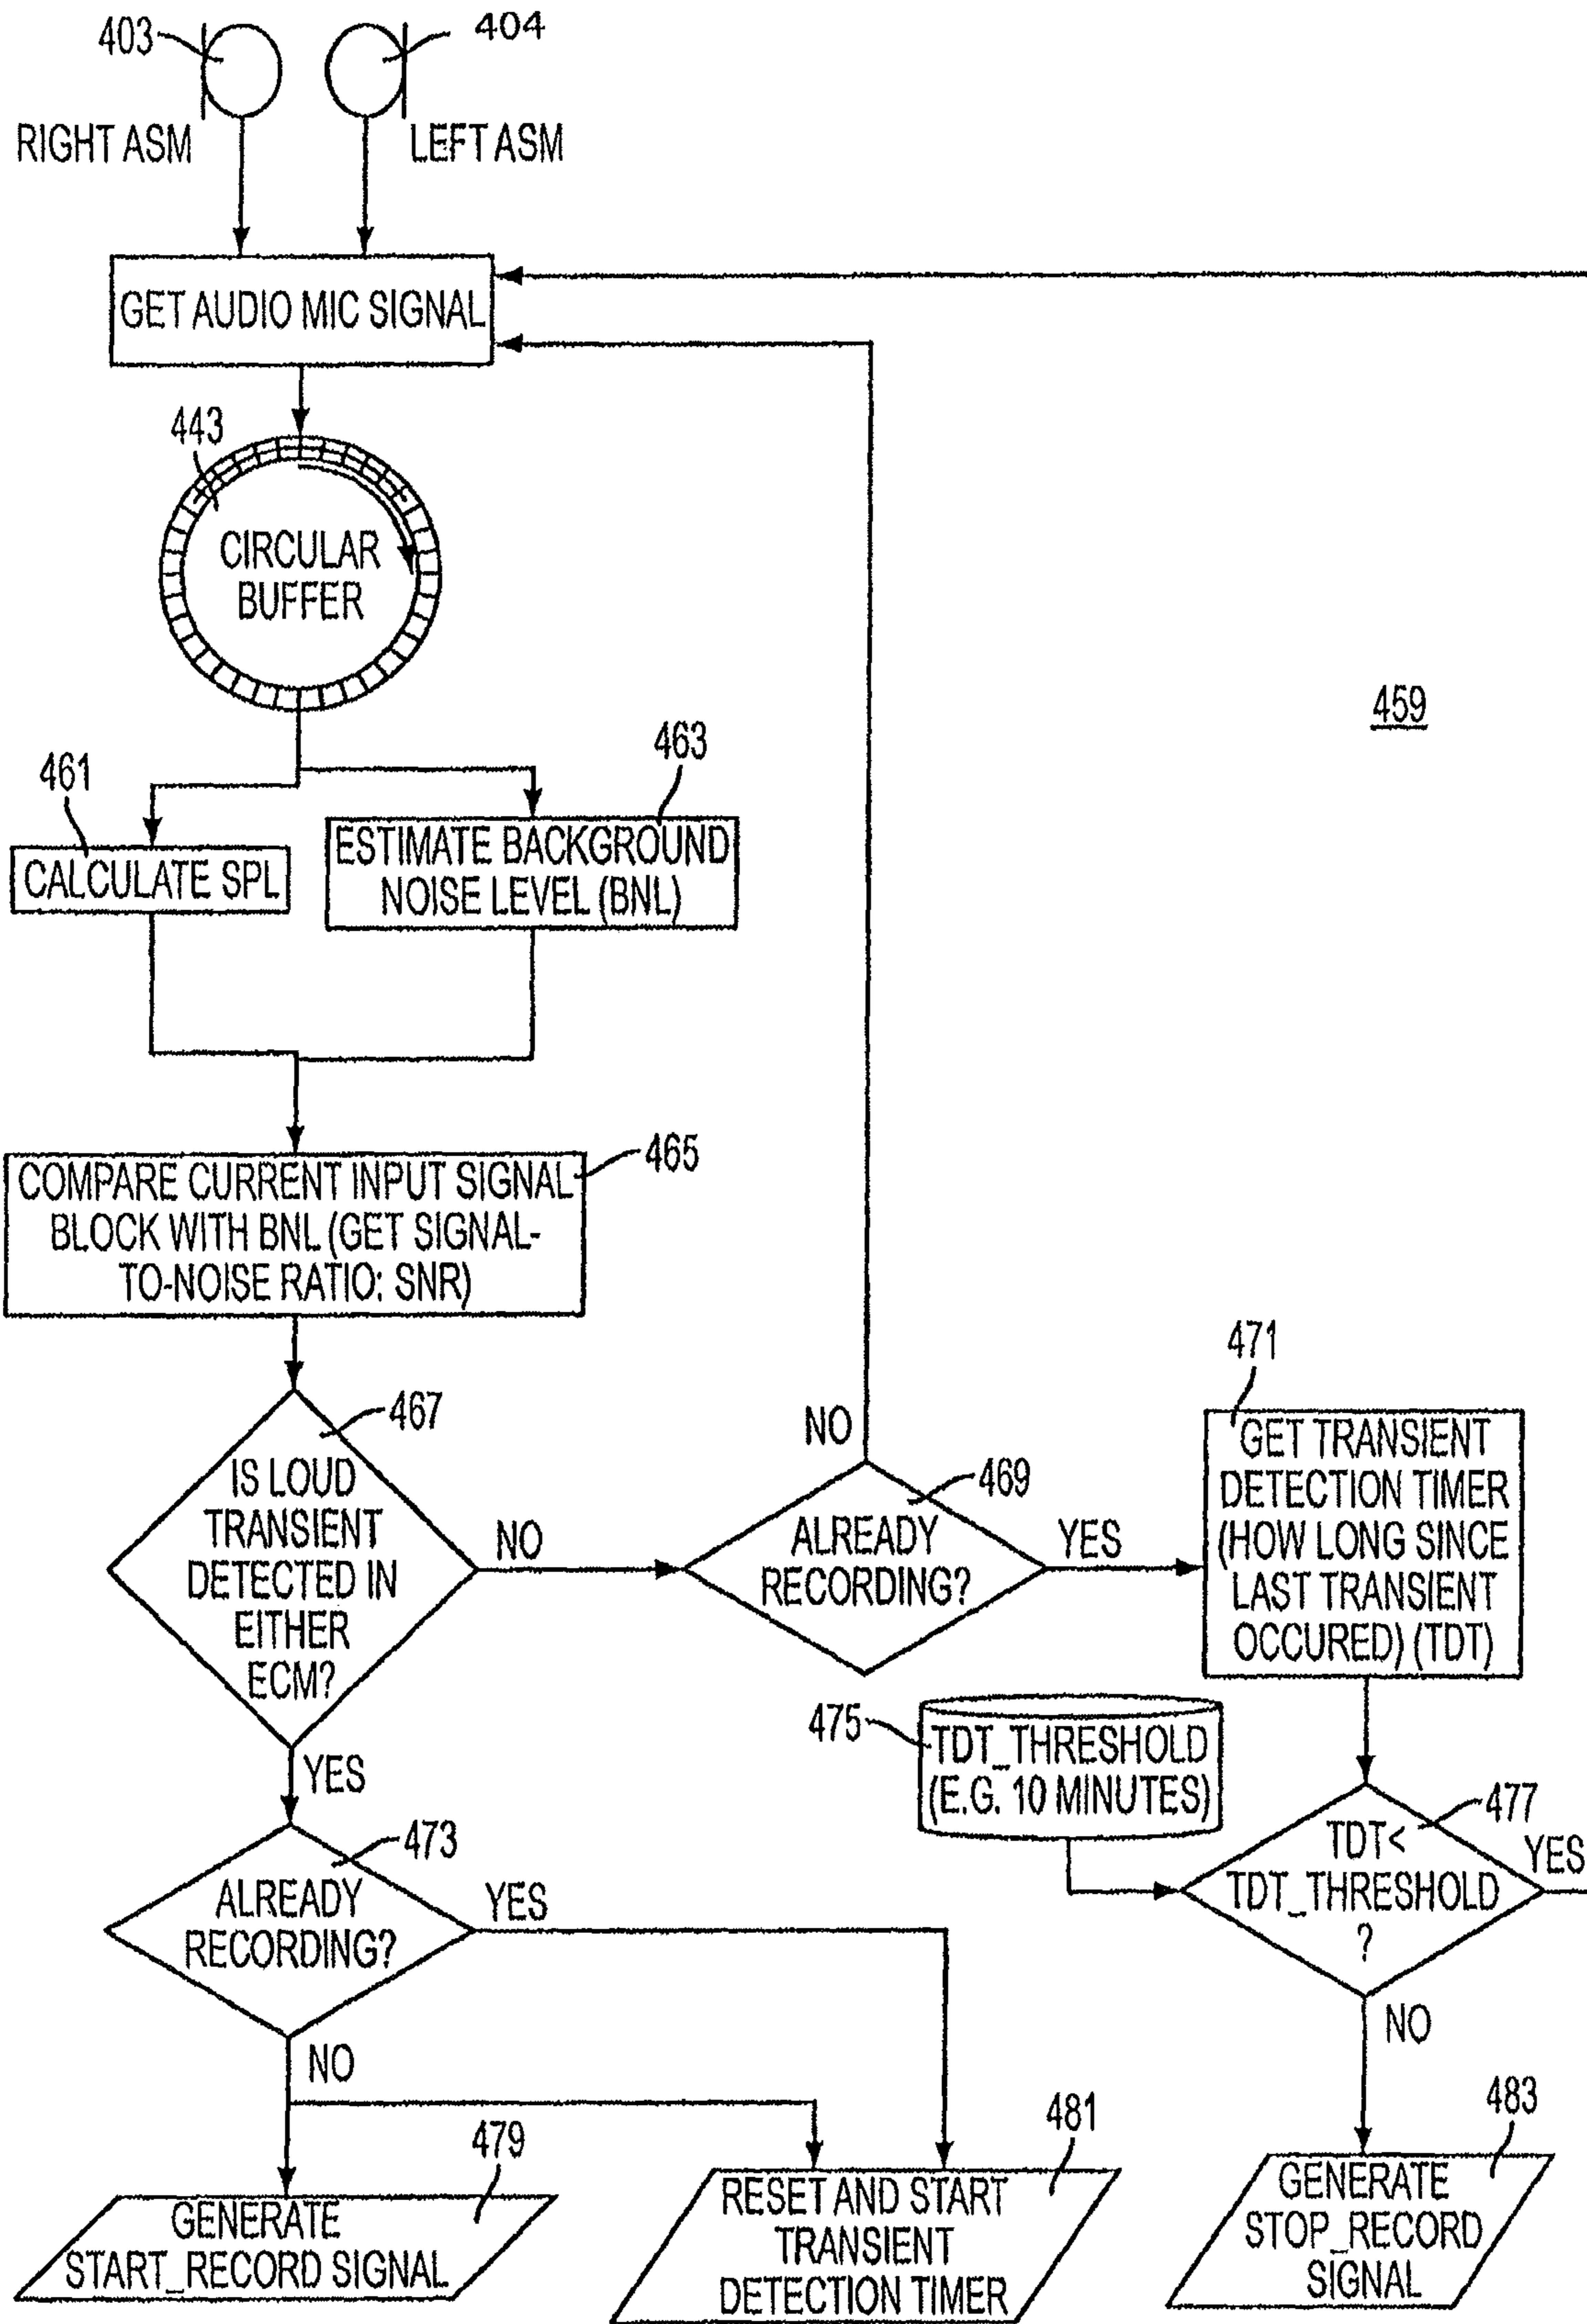 403
404
RIGHT ASM
LEFT ASM
GET AUDIO MIC SIGNAL
443
CIRCULAR
BUFFER
459
461
463
CALCULATE SPL
ESTIMATE BACKGROUND
NOISE LEVEL (BNL)
465
COMPARE CURRENT INPUT SIGNAL
BLOCK WITH BNL (GET SIGNAL-
TO-NOISE RATIO: SNR)
467
IS LOUD
TRANSIENT
DETECTED IN
EITHER
ECM?
NO
YES
NO
469
ALREADY
RECORDING?
YES
471
GET TRANSIENT
DETECTION TIMER
(HOW LONG SINCE
LAST TRANSIENT
OCCURED) (TDT)
475
TDT_THRESHOLD
(E.G. 10 MINUTES)
477
TDT<
TDT_THRESHOLD
?
YES
NO
473
ALREADY
RECORDING?
YES
NO
479
GENERATE
START_RECORD SIGNAL
481
RESET AND START
TRANSIENT
DETECTION TIMER
483
GENERATE
STOP_RECORD
SIGNAL